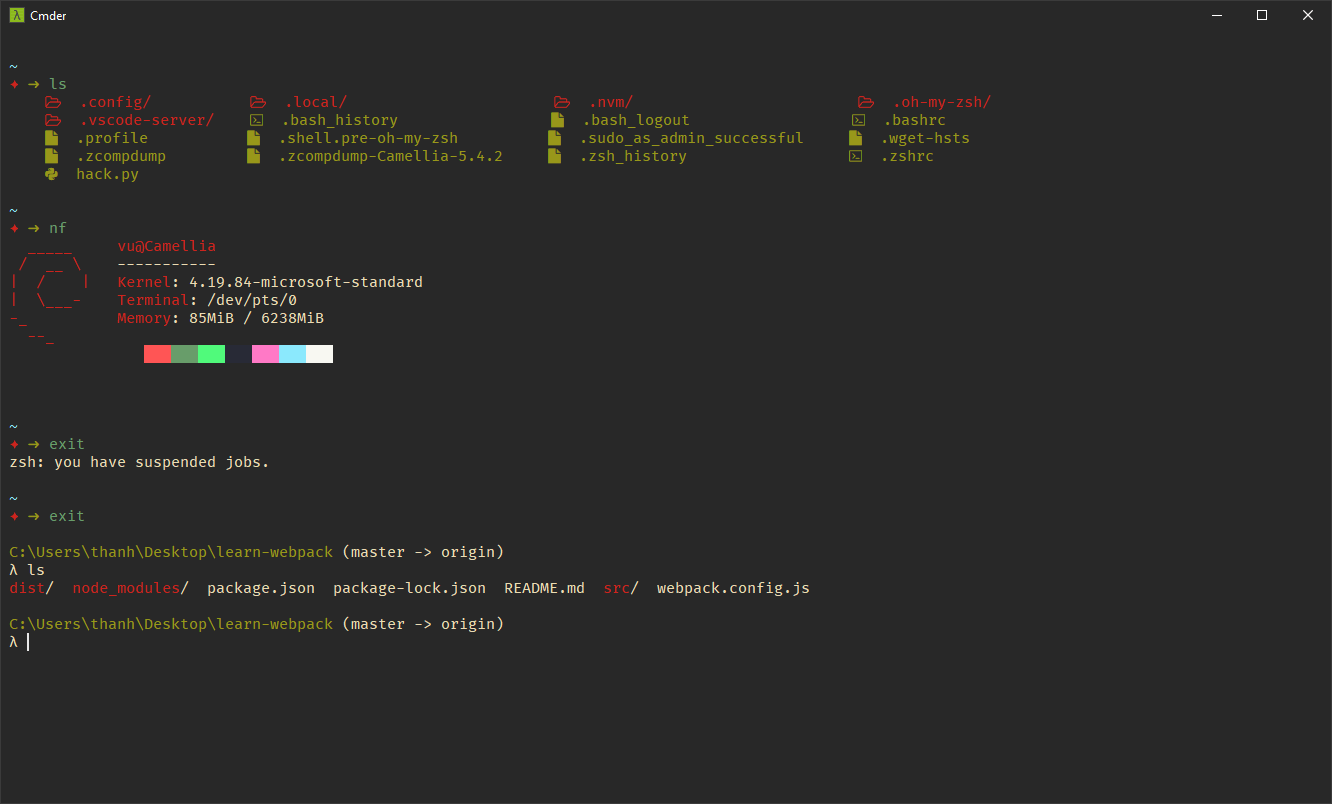 Cmder
~
✦ ➜ ls
.config/ .local/ .nvm/ .oh-my-zsh/
.vscode-server/ .bash_history .bash_logout .bashrc
.profile .shell.pre-oh-my-zsh .sudo_as_admin_successful .wget-hsts
.zcompdump .zcompdump-Camellia-5.4.2 .zsh_history .zshrc
hack.py
~
✦ ➜ nf
vu@Camellia
-----------
Kernel: 4.19.84-microsoft-standard
Terminal: /dev/pts/0
Memory: 85MiB / 6238MiB
~
✦ ➜ exit
zsh: you have suspended jobs.
~
✦ ➜ exit
C:\Users\thanh\Desktop\learn-webpack (master -> origin)
λ ls
dist/ node_modules/ package.json package-lock.json README.md src/ webpack.config.js
C:\Users\thanh\Desktop\learn-webpack (master -> origin)
λ